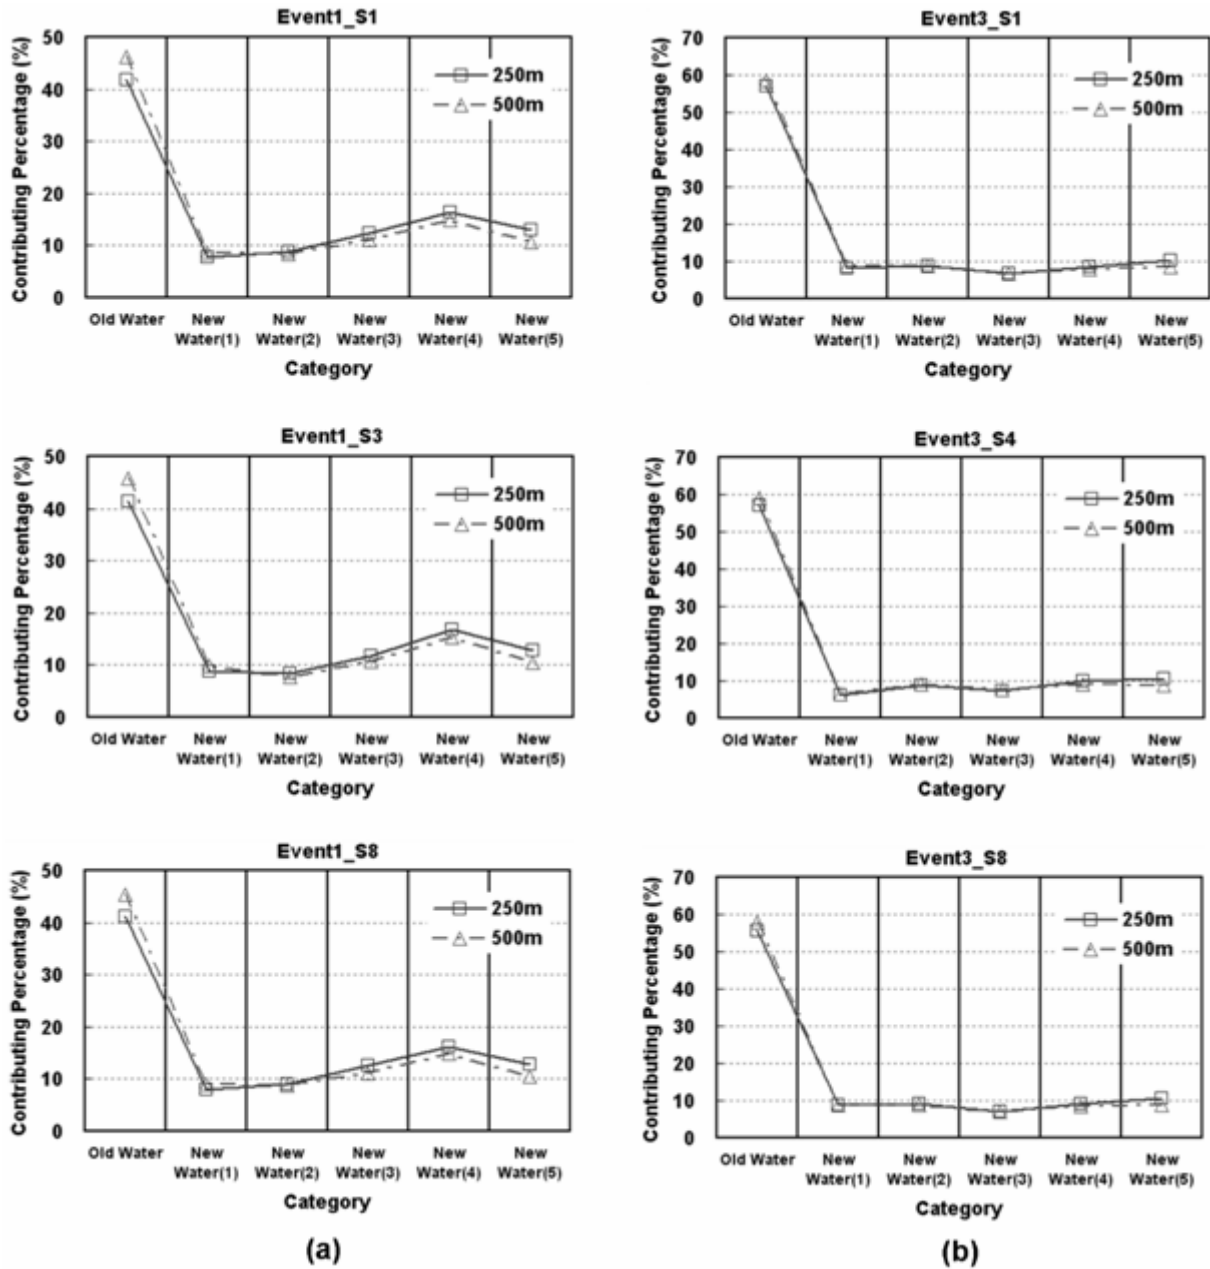 Event1_S1
Contributing Percentage (%)
50
40
30
20
10
0
250m
500m
Old Water New New New New New
Water(1) Water(2) Water(3) Water(4) Water(5)
Category
Event3_S1
Contributing Percentage (%)
70
60
50
40
30
20
10
0
250m
500m
Old Water New New New New New
Water(1) Water(2) Water(3) Water(4) Water(5)
Category
Event1_S3
Contributing Percentage (%)
50
40
30
20
10
0
250m
500m
Old Water New New New New New
Water(1) Water(2) Water(3) Water(4) Water(5)
Category
Event3_S4
Contributing Percentage (%)
70
60
50
40
30
20
10
0
250m
500m
Old Water New New New New New
Water(1) Water(2) Water(3) Water(4) Water(5)
Category
Event1_S8
Contributing Percentage (%)
50
40
30
20
10
0
250m
500m
Old Water New New New New New
Water(1) Water(2) Water(3) Water(4) Water(5)
Category
(a)
Event3_S8
Contributing Percentage (%)
70
60
50
40
30
20
10
0
250m
500m
Old Water New New New New New
Water(1) Water(2) Water(3) Water(4) Water(5)
Category
(b)